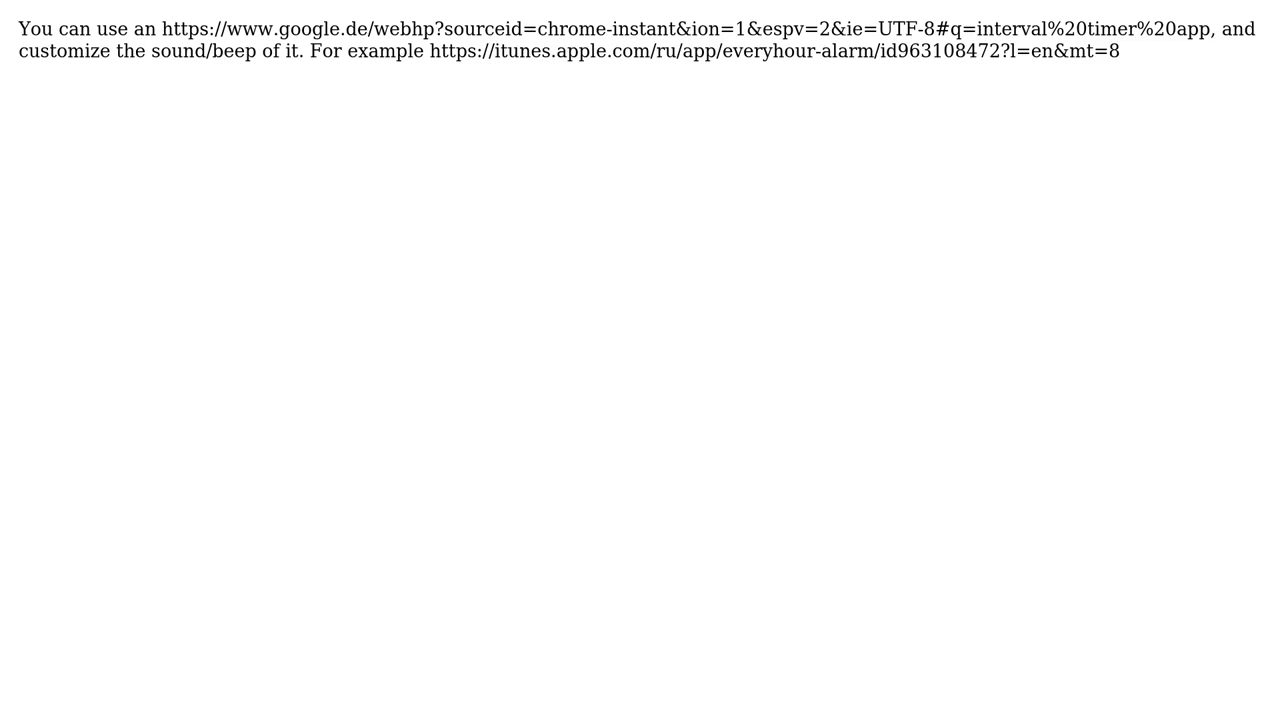 You can use an https://www.google.de/webhp?sourceid=chrome-instant&ion=1&espv=2&ie=UTF-8#q=interval%20timer%20app, and
customize the sound/beep of it. For example https://itunes.apple.com/ru/app/everyhour-alarm/id963108472?l=en&mt=8